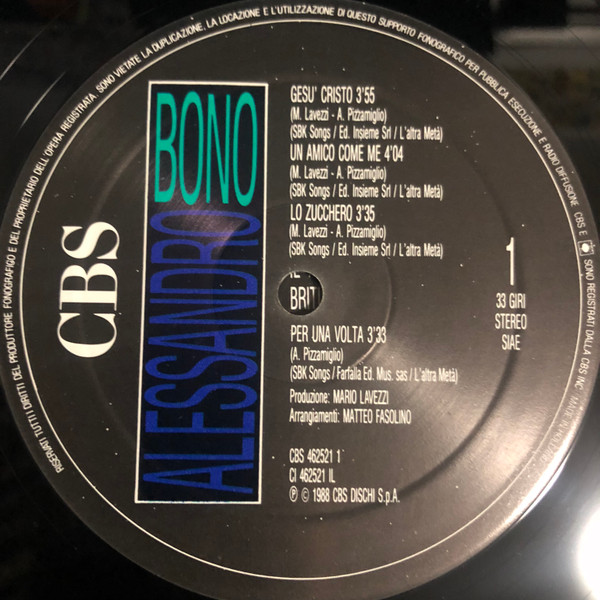 RISERVATI TUTTI I DIRITTI DEL PRODUTTORE FONOGRAFICO E DEL PROPRIETARIO DELL'OPERA REGISTRATA. SONO VIETATE LA DUPLICAZIONE, LA LOCAZIONE E L'UTILIZZAZIONE DI QUESTO SUPPORTO FONOGRAFICO PER PUBBLICA ESECUZIONE E RADIO DIFFUSIONE CBS E SONO REGISTRATI DALLA CBS INC. MADE IN
CBS
ALESSANDRO
BONO
GESU' CRISTO 3'55
(M. Lavezzi - A. Pizzamiglio)
(SBK Songs / Ed. Insieme Srl / L'altra Metà)
UN AMICO COME ME 4'04
(M. Lavezzi - A. Pizzamiglio)
(SBK Songs / Ed. Insieme Srl / L'altra Metà)
LO ZUCCHERO 3'35
(M. Lavezzi - A. Pizzamiglio)
(SBK Songs / Ed. Insieme Srl / L'altra Metà)
BRIT
PER UNA VOLTA 3'33
(A. Pizzamiglio)
(SBK Songs / Farfalla Ed. Mus. sas / L'altra Metà)
Produzione: MARIO LAVEZZI
Arrangiamenti: MATTEO FASOLINO
CBS 462521 1
CI 462521 IL
Ⓟ © 1988 CBS DISCHI S.p.A.
1
33 GIRI
STEREO
SIAE